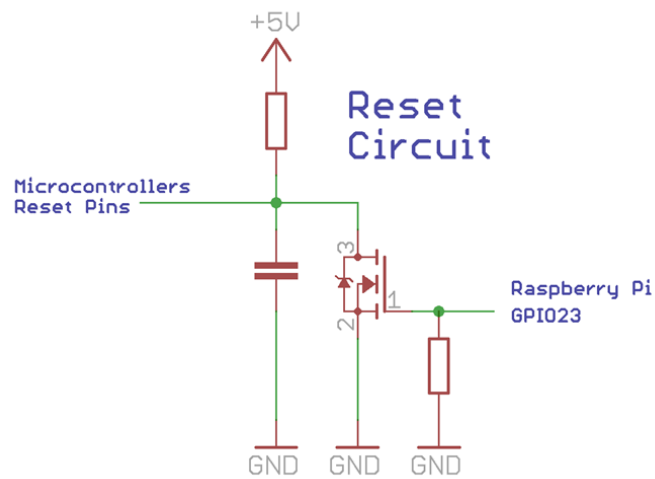 +5V
Reset
Circuit
Microcontrollers
Reset Pins
3
1
2
Raspberry Pi
GPIO23
GND
GND
GND